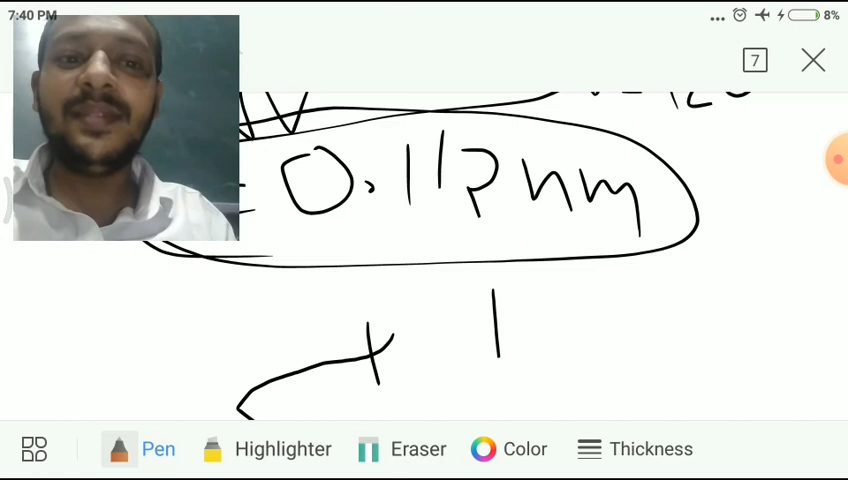 7:40 PM
8%
7
= 0.112 nm
Pen
Highlighter
Eraser
Color
Thickness